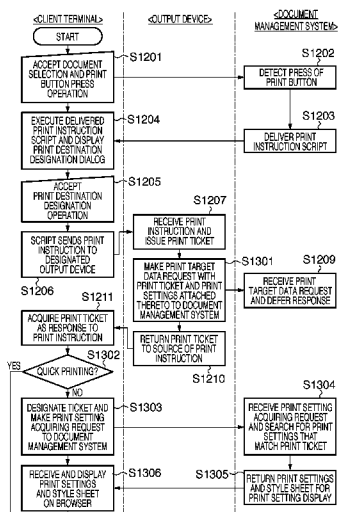 <CLIENT TERMINAL>
<OUTPUT DEVICE>
<DOCUMENT
MANAGEMENT SYSTEM>
START
S1201
ACCEPT DOCUMENT
SELECTION AND PRINT
BUTTON PRESS
OPERATION
S1202
DETECT PRESS OF
PRINT BUTTON
S1203
DELIVER PRINT
INSTRUCTION SCRIPT
S1204
EXECUTE DELIVERED
PRINT INSTRUCTION
SCRIPT AND DISPLAY
PRINT DESTINATION
DESIGNATION DIALOG
S1205
ACCEPT
PRINT DESTINATION
DESIGNATION
OPERATION
SCRIPT SENDS PRINT
INSTRUCTION TO
DESIGNATED
OUTPUT DEVICE
S1206
S1207
RECEIVE PRINT
INSTRUCTION AND
ISSUE PRINT TICKET
S1301
MAKE PRINT TARGET
DATA REQUEST WITH
PRINT TICKET AND PRINT
SETTINGS ATTACHED
THERETO TO DOCUMENT
MANAGEMENT SYSTEM
S1209
RECEIVE PRINT
TARGET DATA REQUEST
AND DEFER RESPONSE
RETURN PRINT TICKET
TO SOURCE OF PRINT
INSTRUCTION
S1210
S1211
ACQUIRE PRINT TICKET
AS RESPONSE TO
PRINT INSTRUCTION
S1302
YES
QUICK PRINTING?
NO
S1303
DESIGNATE TICKET AND
MAKE PRINT SETTING
ACQUIRING REQUEST
TO DOCUMENT
MANAGEMENT SYSTEM
S1304
RECEIVE PRINT SETTING
ACQUIRING REQUEST
AND SEARCH FOR PRINT
SETTINGS THAT
MATCH PRINT TICKET
S1305
RETURN PRINT SETTINGS
AND STYLE SHEET FOR
PRINT SETTING DISPLAY
S1306
RECEIVE AND DISPLAY
PRINT SETTINGS
AND STYLE SHEET
ON BROWSER